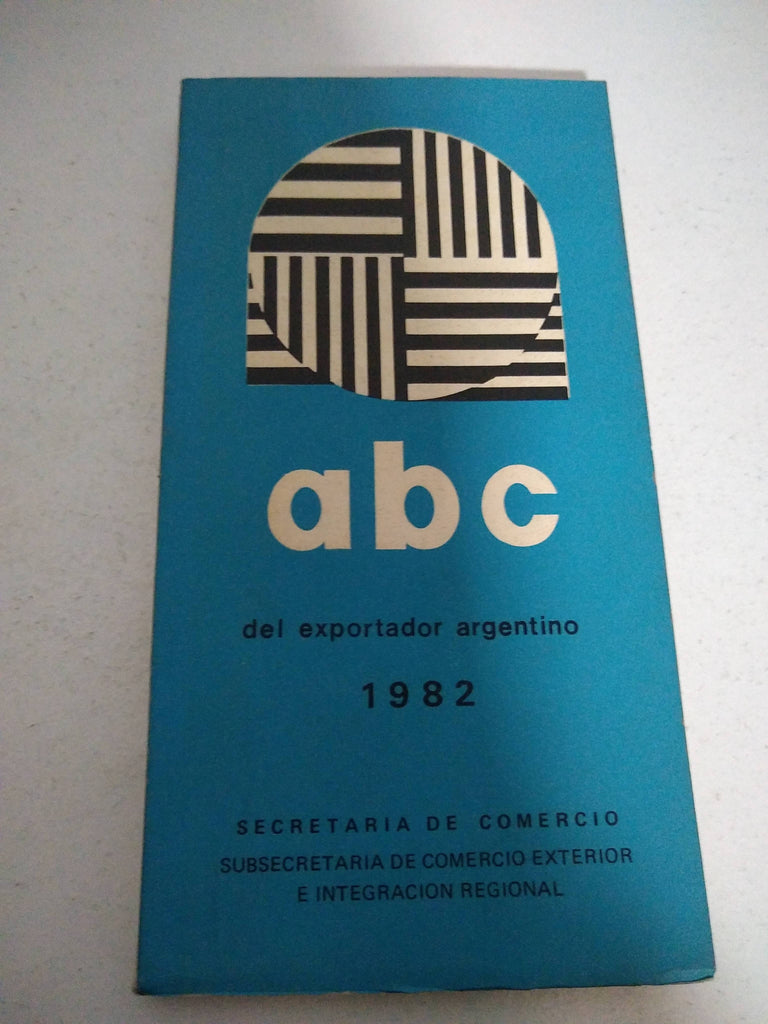 abc
del exportador argentino
1982
SECRETARIA DE COMERCIO
SUBSECRETARIA DE COMERCIO EXTERIOR
E INTEGRACION REGIONAL